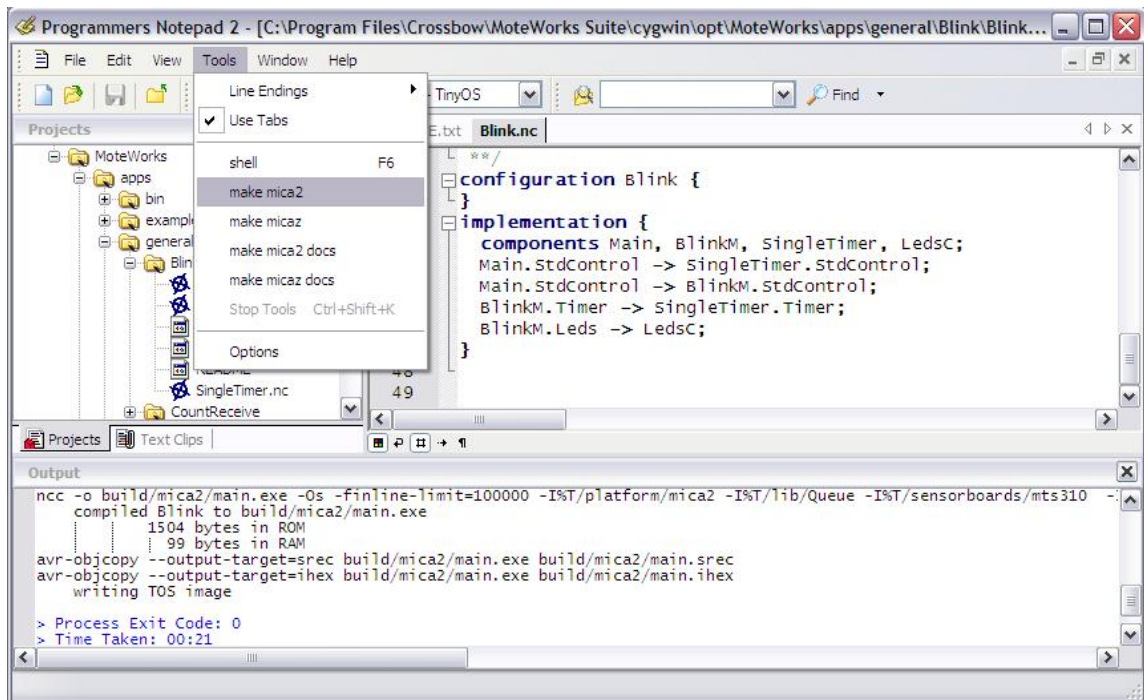 Programmers Notepad 2 - [C:\Program Files\Crossbow\MoteWorks Suite\cygwin\opt\MoteWorks\apps\general\Blink\Blink...
File Edit View Tools Window Help
TinyOS Find
Projects
MoteWorks
apps
bin
exampl
general
Blin
README
SingleTimer.nc
CountReceive
Projects Text Clips
Line Endings
Use Tabs
shell F6
make mica2
make micaz
make mica2 docs
make micaz docs
Stop Tools Ctrl+Shift+K
Options
E.txt Blink.nc
**/
configuration Blink {
}
implementation {
components Main, BlinkM, SingleTimer, LedsC;
Main.StdControl -> SingleTimer.StdControl;
Main.StdControl -> BlinkM.StdControl;
BlinkM.Timer -> SingleTimer.Timer;
BlinkM.Leds -> LedsC;
}
48
49
Output
ncc -o build/mica2/main.exe -Os -finline-limit=100000 -I%T/platform/mica2 -I%T/lib/Queue -I%T/sensorboards/mts310 -
compiled Blink to build/mica2/main.exe
1504 bytes in ROM
99 bytes in RAM
avr-objcopy --output-target=srec build/mica2/main.exe build/mica2/main.srec
avr-objcopy --output-target=ihex build/mica2/main.exe build/mica2/main.ihex
writing TOS image
> Process Exit Code: 0
> Time Taken: 00:21